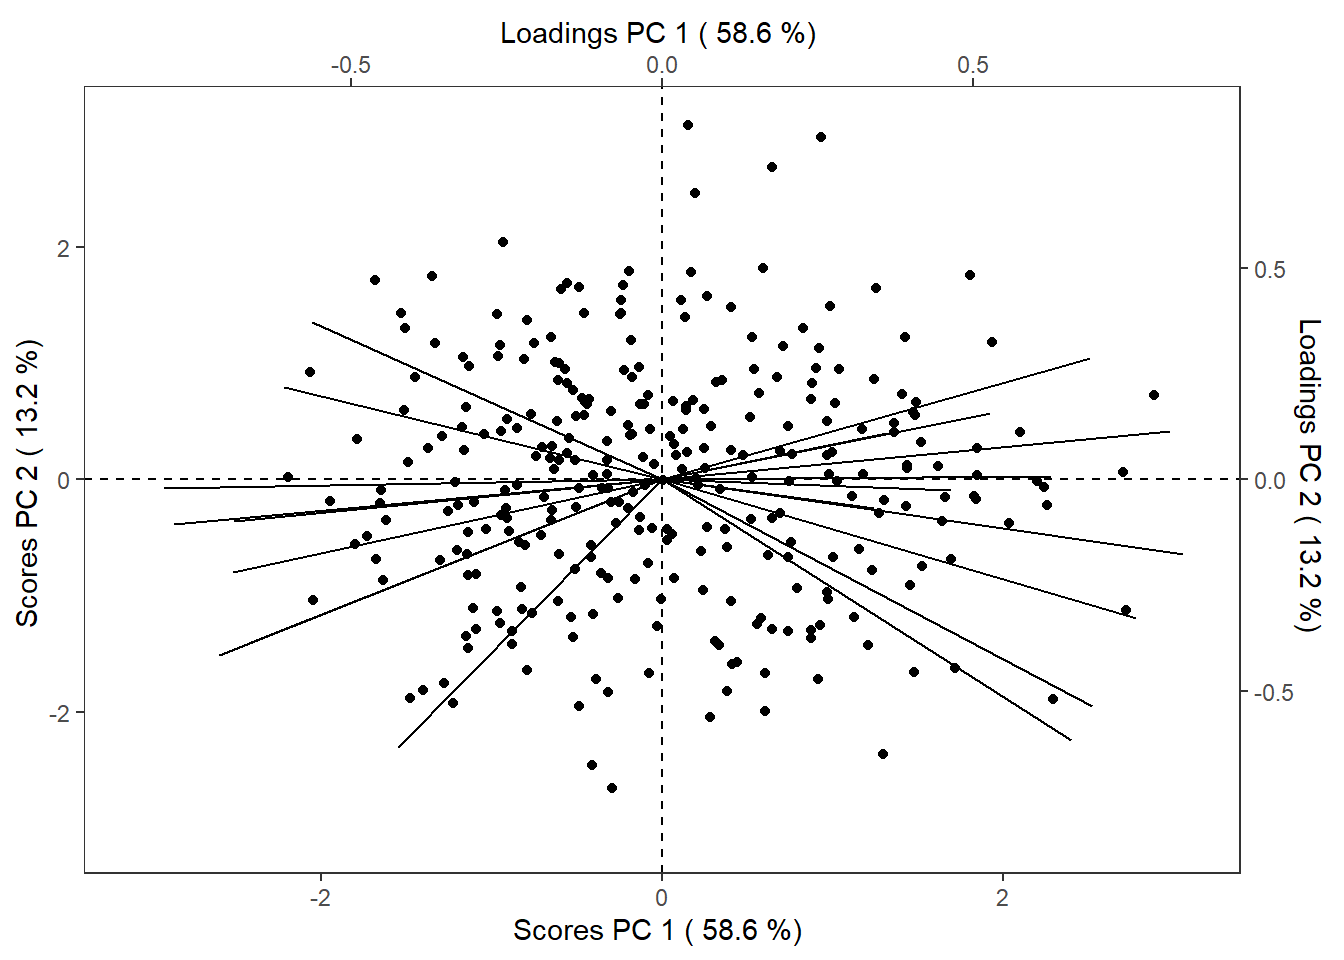 Loadings PC 1 ( 58.6 %)
-0.5 0.0 0.5
2
0
-2
Scores PC 2 ( 13.2 %)
0.5
0.0
-0.5
Loadings PC 2 ( 13.2 %)
-2 0 2
Scores PC 1 ( 58.6 %)